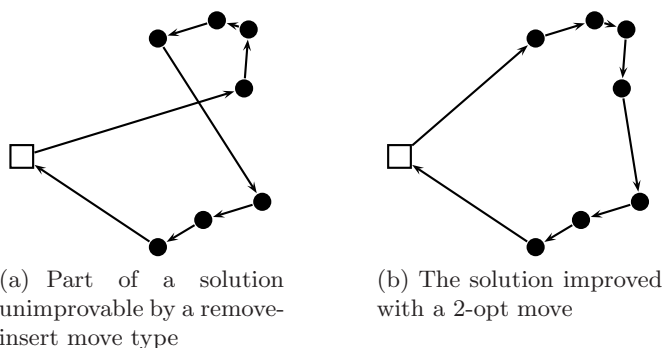 (a) Part of a solution
unimprovable by a remove-
insert move type
(b) The solution improved
with a 2-opt move